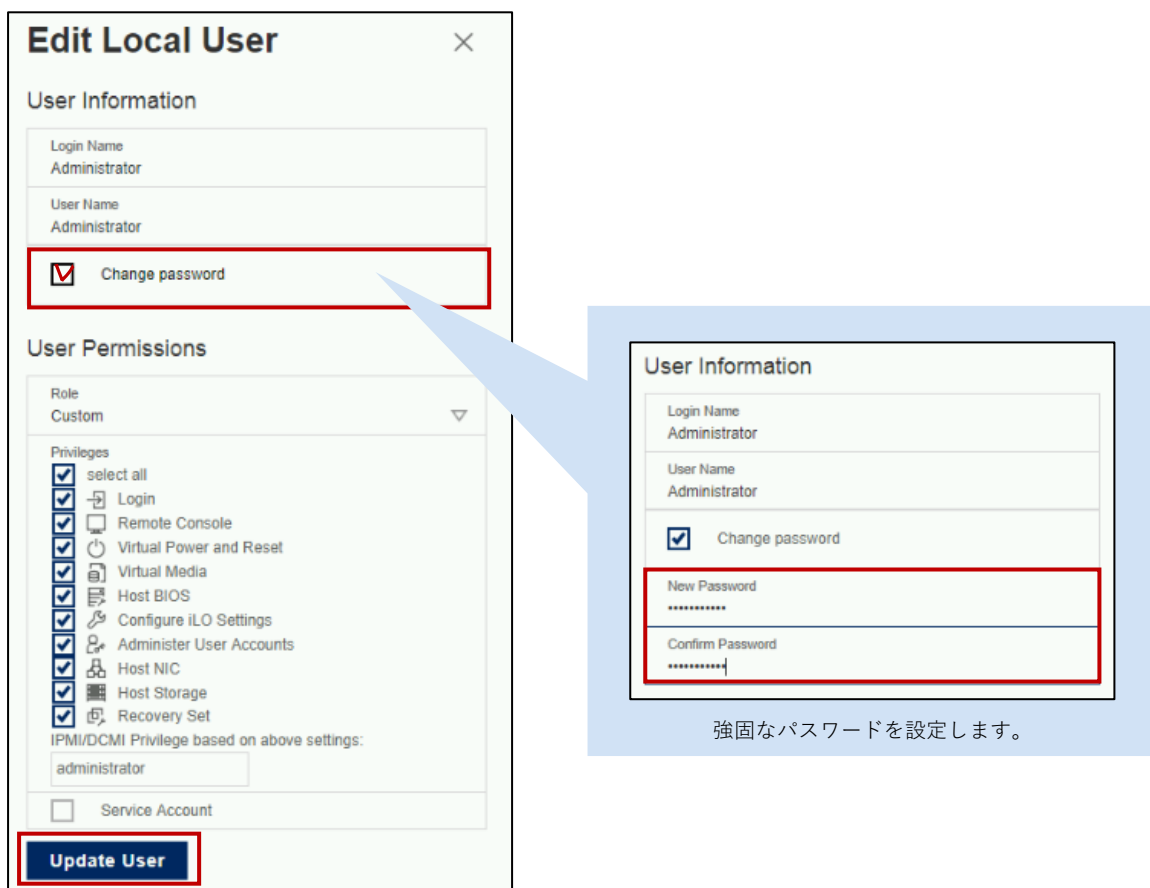 Edit Local User
User Information
Login Name
Administrator
User Name
Administrator
Change password
User Permissions
Role
Custom
Privileges
select all
Login
Remote Console
Virtual Power and Reset
Virtual Media
Host BIOS
Configure iLO Settings
Administer User Accounts
Host NIC
Host Storage
Recovery Set
IPMI/DCMI Privilege based on above settings:
administrator
Service Account
Update User
User Information
Login Name
Administrator
User Name
Administrator
Change password
New Password
•••••••••••
Confirm Password
•••••••••••
強固なパスワードを設定します。